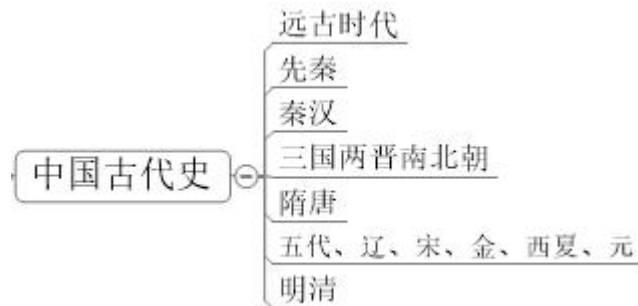 中国古代史
远古时代
先秦
秦汉
三国两晋南北朝
隋唐
五代、辽、宋、金、西夏、元
明清